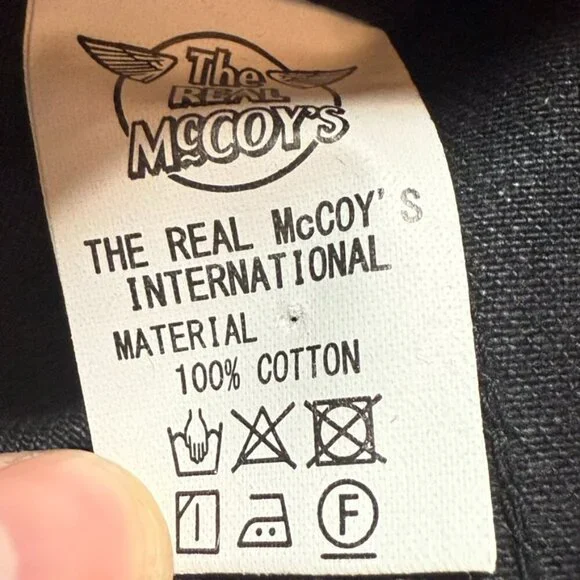 The
REAL
McCOY'S
THE REAL McCOY'S
INTERNATIONAL
MATERIAL
100% COTTON
F